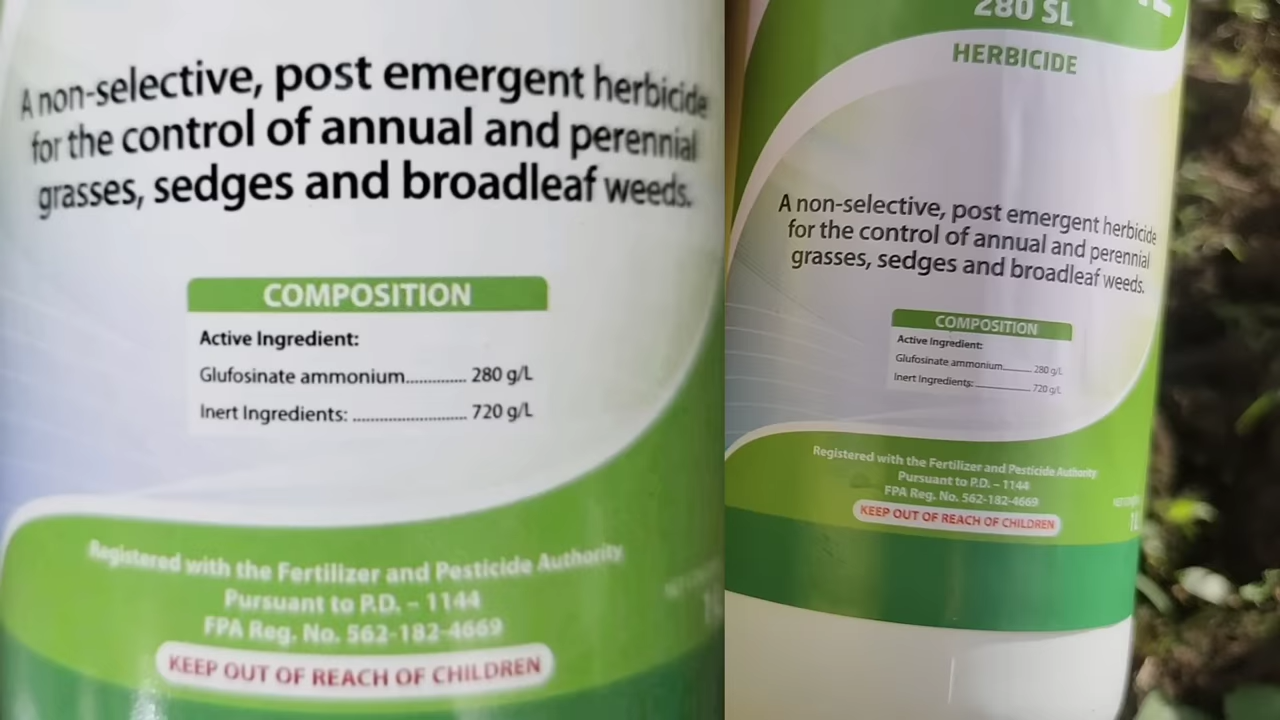 A non-selective, post emergent herbicide
for the control of annual and perennial
grasses, sedges and broadleaf weeds.
COMPOSITION
Active Ingredient:
Glufosinate ammonium.............. 280 g/L
Inert Ingredients: .......................... 720 g/L
Registered with the Fertilizer and Pesticide Authority
Pursuant to P.D. – 1144
FPA Reg. No. 562-182-4669
KEEP OUT OF REACH OF CHILDREN
280 SL
HERBICIDE
A non-selective, post emergent herbicide
for the control of annual and perennial
grasses, sedges and broadleaf weeds.
COMPOSITION
Active Ingredient:
Glufosinate ammonium.............. 280 g/L
Inert Ingredients: .......................... 720 g/L
Registered with the Fertilizer and Pesticide Authority
Pursuant to P.D. – 1144
FPA Reg. No. 562-182-4669
KEEP OUT OF REACH OF CHILDREN